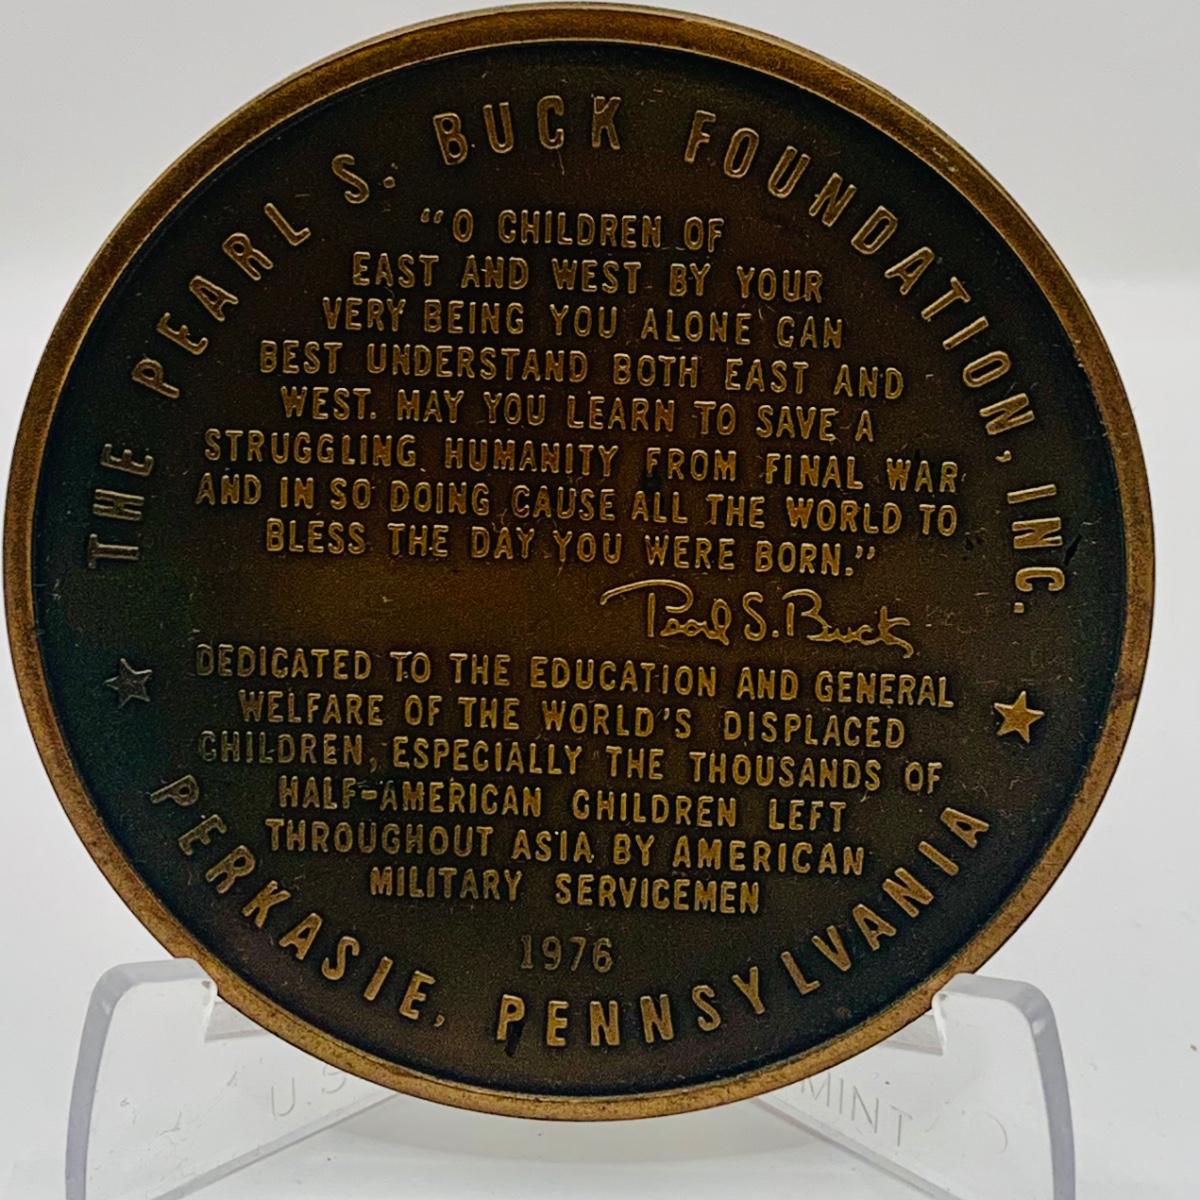 THE PEARL S. BUCK FOUNDATION, INC.
“O CHILDREN OF
EAST AND WEST BY YOUR
VERY BEING YOU ALONE CAN
BEST UNDERSTAND BOTH EAST AND
WEST. MAY YOU LEARN TO SAVE A
STRUGGLING HUMANITY FROM FINAL WAR
AND IN SO DOING CAUSE ALL THE WORLD TO
BLESS THE DAY YOU WERE BORN.”
Pearl S. Buck
DEDICATED TO THE EDUCATION AND GENERAL
WELFARE OF THE WORLD'S DISPLACED
CHILDREN, ESPECIALLY THE THOUSANDS OF
HALF-AMERICAN CHILDREN LEFT
THROUGHOUT ASIA BY AMERICAN
MILITARY SERVICEMEN
1976
PERKASIE, PENNSYLVANIA
U.S. MINT